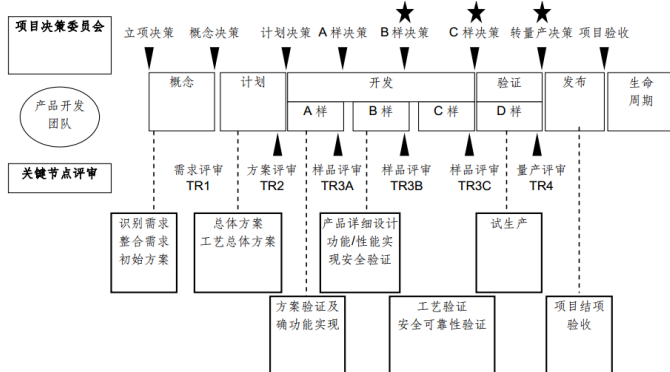 项目决策委员会
立项决策 概念决策 计划决策 A样决策 B样决策 C样决策 转量产决策 项目验收
概念 计划 开发 验证 发布 生命
周期
A样 B样 C样 D样
产品开发
团队
关键节点评审
需求评审 方案评审 样品评审 样品评审 样品评审 量产评审
TR1 TR2 TR3A TR3B TR3C TR4
识别需求 总体方案 产品详细设计 试生产
整合需求 工艺总体方案 功能/性能实
初始方案 现安全验证
方案验证及 工艺验证 项目结项
确功能实现 安全可靠性验证 验收